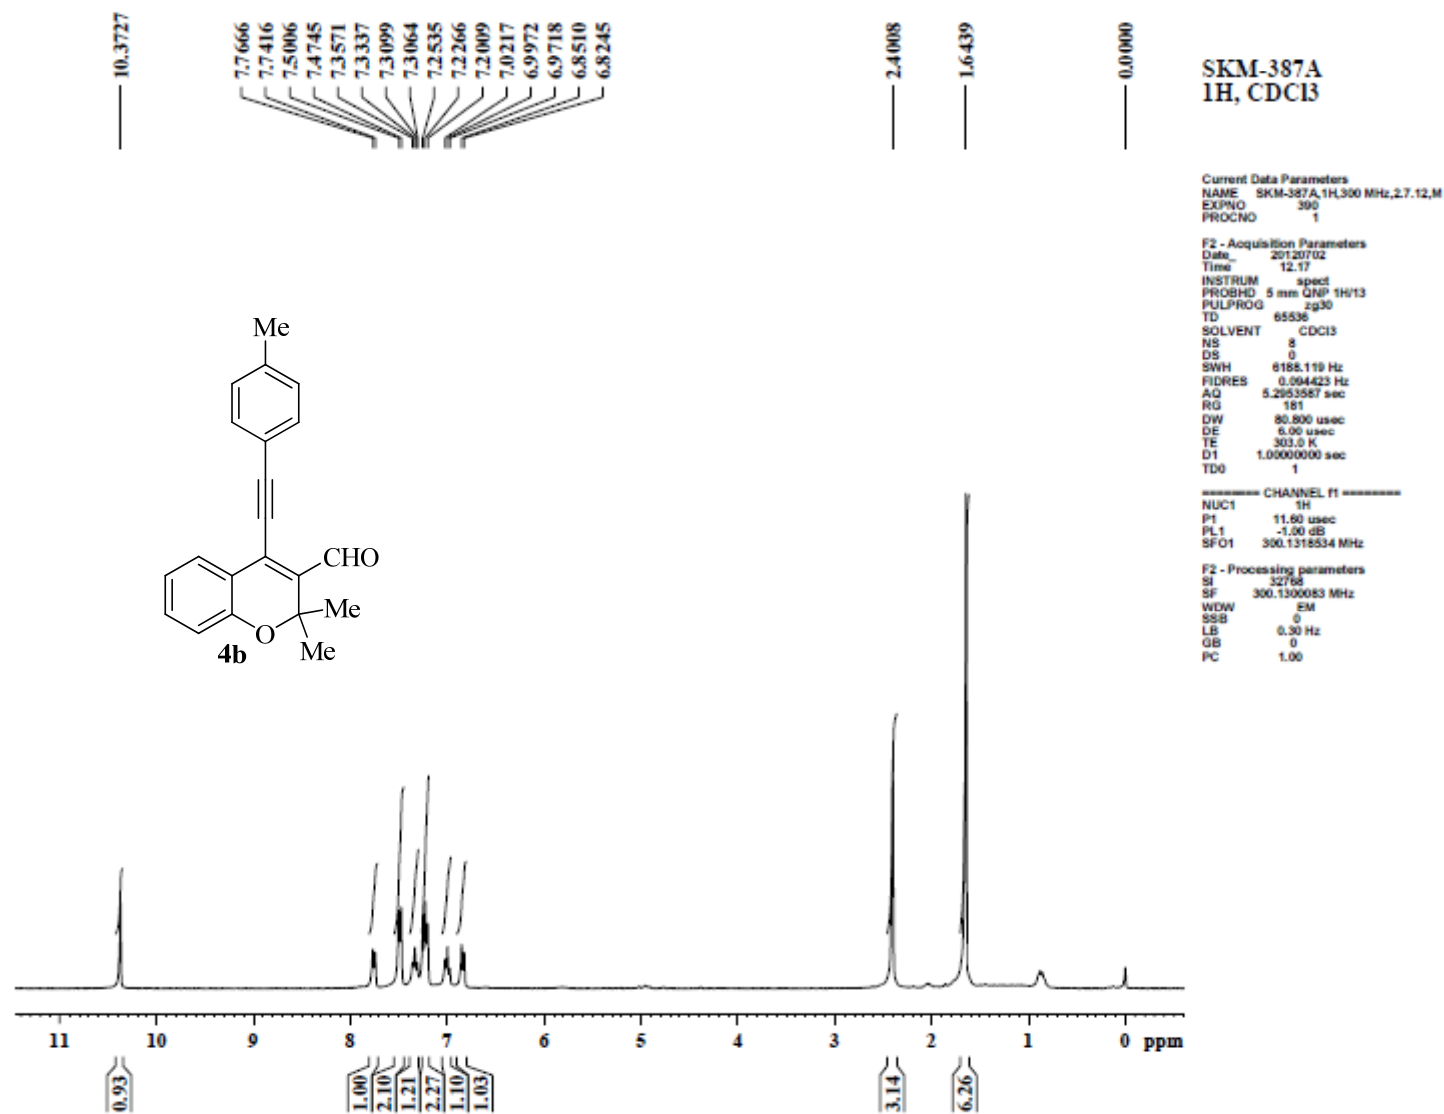 10.3727
7.7666
7.7416
7.5006
7.4745
7.3571
7.3337
7.3099
7.3064
7.2535
7.2266
7.2009
7.0217
6.9972
6.9718
6.8510
6.8245
2.4008
1.6439
0.0000
SKM-387A
1H, CDCl3
Current Data Parameters
NAME SKM-387A,1H,300 MHz,2.7.12,M
EXPNO 390
PROCNO 1
F2 - Acquisition Parameters
Date_ 20120702
Time 12.17
INSTRUM spect
PROBHD 5 mm QNP 1H/13
PULPROG zg30
TD 65536
SOLVENT CDCl3
NS 8
DS 0
SWH 6188.119 Hz
FIDRES 0.094423 Hz
AQ 5.2953587 sec
RG 181
DW 80.800 usec
DE 6.00 usec
TE 303.0 K
D1 1.00000000 sec
TD0 1
======== CHANNEL f1 ========
NUC1 1H
P1 11.60 usec
PL1 -1.00 dB
SFO1 300.1318534 MHz
F2 - Processing parameters
SI 32768
SF 300.1300083 MHz
WDW EM
SSB 0
LB 0.30 Hz
GB 0
PC 1.00
Me
CHO
Me
O
Me
4b
11 10 9 8 7 6 5 4 3 2 1 0 ppm
0.93
1.00
2.10
1.21
2.27
1.10
1.03
3.14
6.26